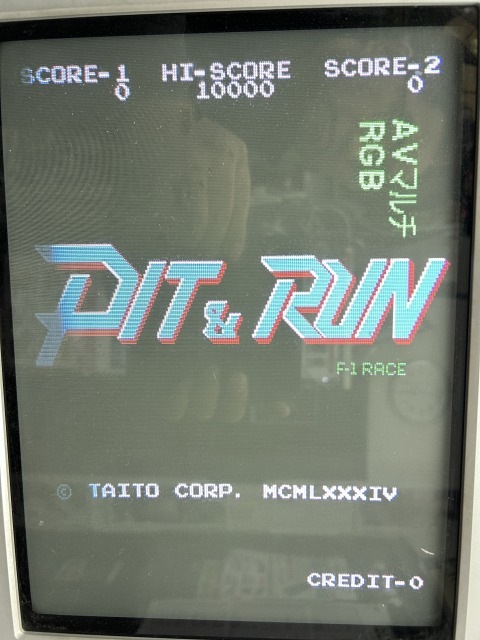 SCORE-1 HI-SCORE SCORE-2
0 10000 0
AVマルチ
RGB
PIT & RUN
F-1 RACE
© TAITO CORP. MCMLXXXIV
CREDIT-0